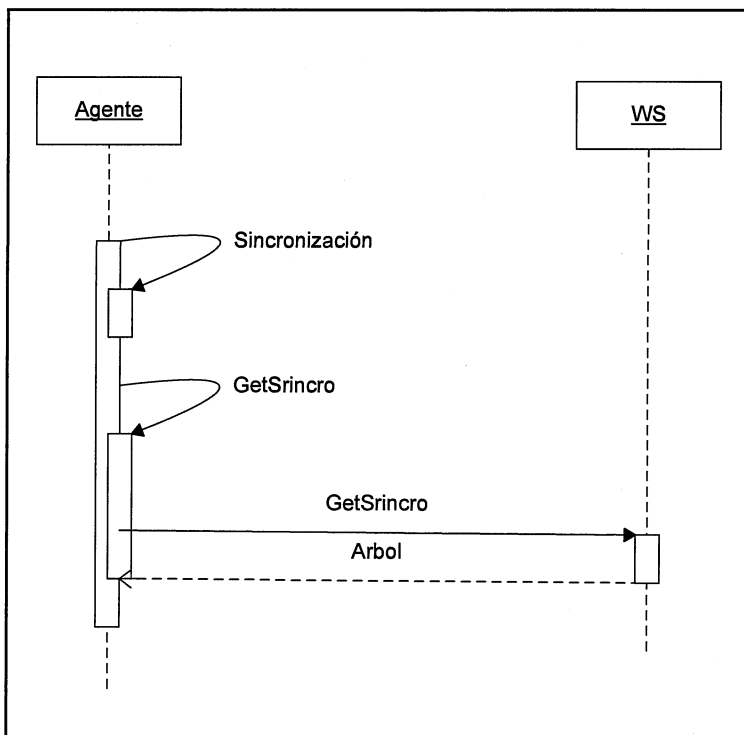 Agente
WS
Sincronización
GetSrincro
GetSrincro
Arbol